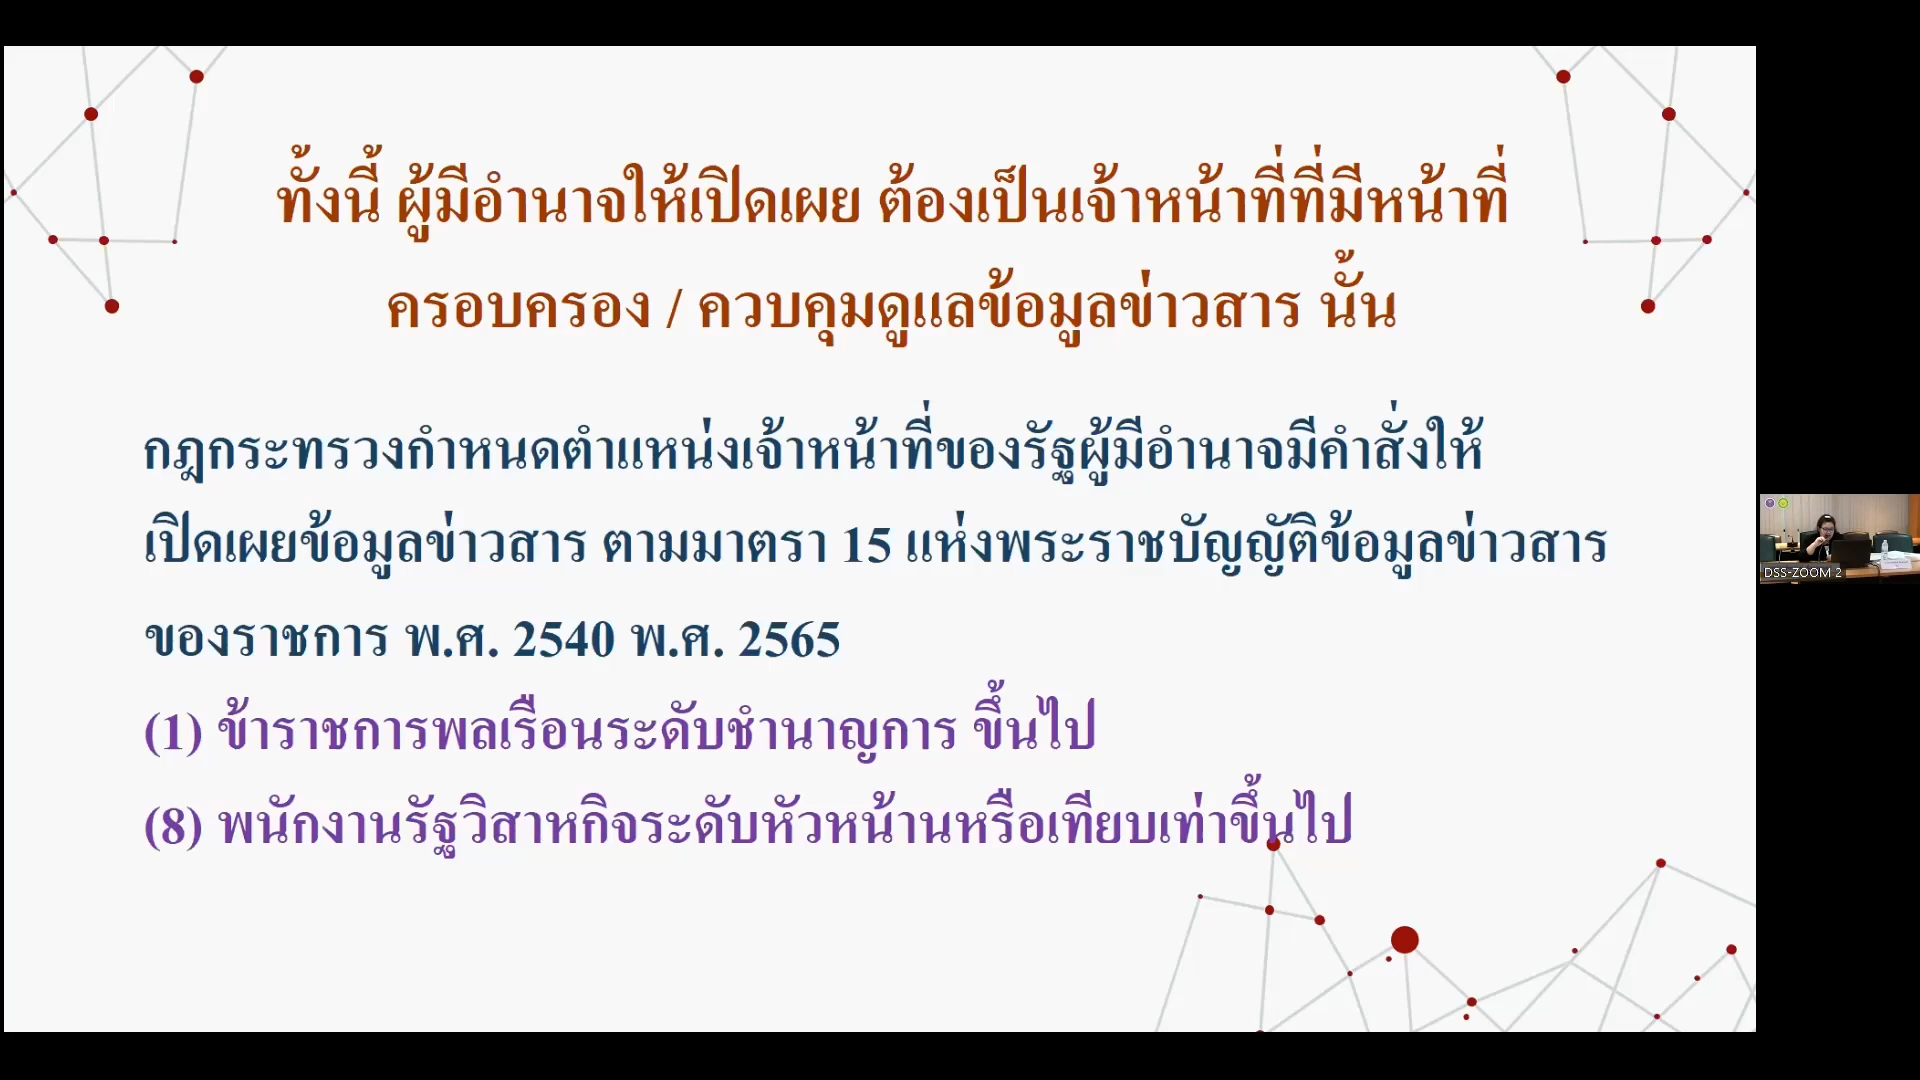 ทั้งนี้ ผู้มีอำนาจให้เปิดเผย ต้องเป็นเจ้าหน้าที่ที่มีหน้าที่
ครอบครอง / ควบคุมดูแลข้อมูลข่าวสาร นั้น
กฎกระทรวงกำหนดตำแหน่งเจ้าหน้าที่ของรัฐผู้มีอำนาจมีคำสั่งให้
เปิดเผยข้อมูลข่าวสาร ตามมาตรา 15 แห่งพระราชบัญญัติข้อมูลข่าวสาร
ของราชการ พ.ศ. 2540 พ.ศ. 2565
(1) ข้าราชการพลเรือนระดับชำนาญการ ขึ้นไป
(8) พนักงานรัฐวิสาหกิจระดับหัวหน้านหรือเทียบเท่าขึ้นไป
DSS-ZOOM 2